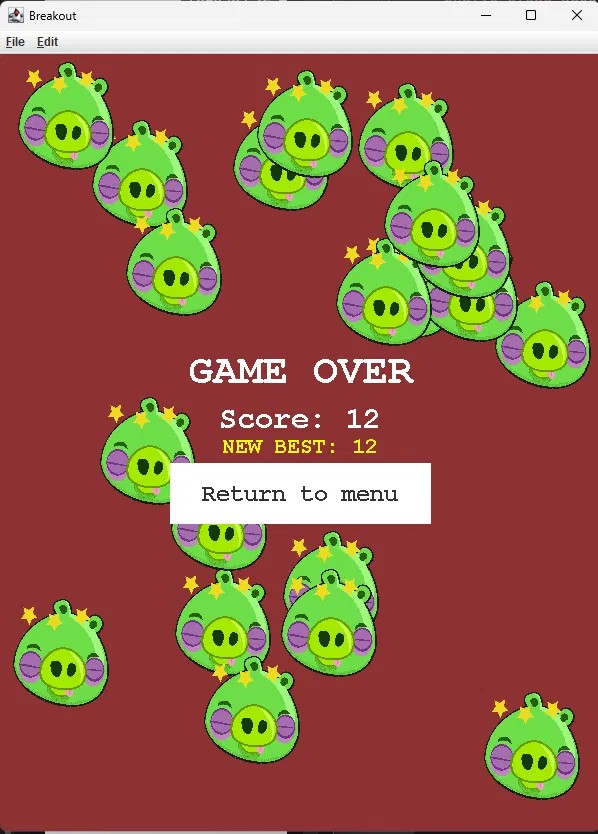 Breakout
File Edit
GAME OVER
Score: 12
NEW BEST: 12
Return to menu